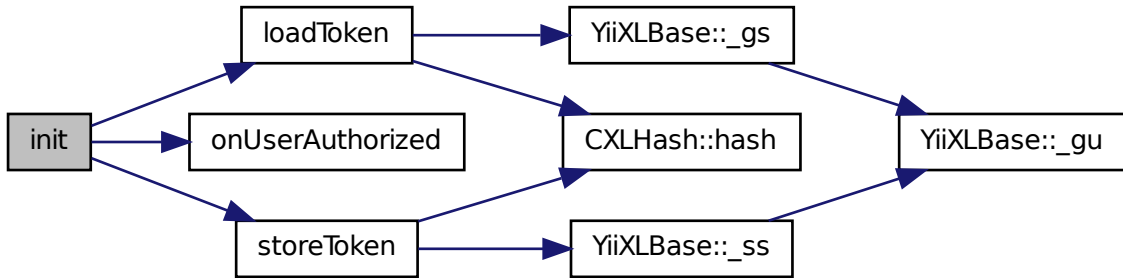 init
loadToken
onUserAuthorized
storeToken
YiiXLBase::_gs
CXLHash::hash
YiiXLBase::_ss
YiiXLBase::_gu